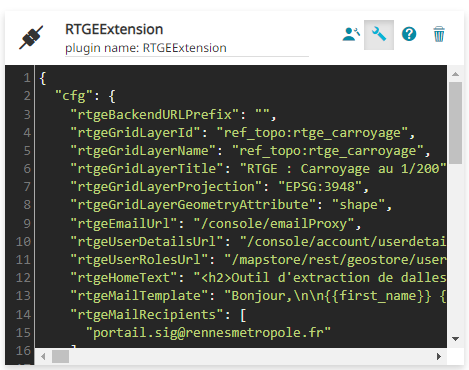 RTGEExtension
plugin name: RTGEExtension
1 {
2 "cfg": {
3 "rtgeBackendURLPrefix": "",
4 "rtgeGridLayerId": "ref_topo:rtge_carroyage",
5 "rtgeGridLayerName": "ref_topo:rtge_carroyage",
6 "rtgeGridLayerTitle": "RTGE : Carroyage au 1/200"
7 "rtgeGridLayerProjection": "EPSG:3948",
8 "rtgeGridLayerGeometryAttribute": "shape",
9 "rtgeEmailUrl": "/console/emailProxy",
10 "rtgeUserDetailsUrl": "/console/account/userdetai
11 "rtgeUserRolesUrl": "/mapstore/rest/geostore/user
12 "rtgeHomeText": "<h2>Outil d'extraction de dalles
13 "rtgeMailTemplate": "Bonjour,\n\n{{first_name}} {
14 "rtgeMailRecipients": [
15 "portail.sig@rennesmetropole.fr"
16